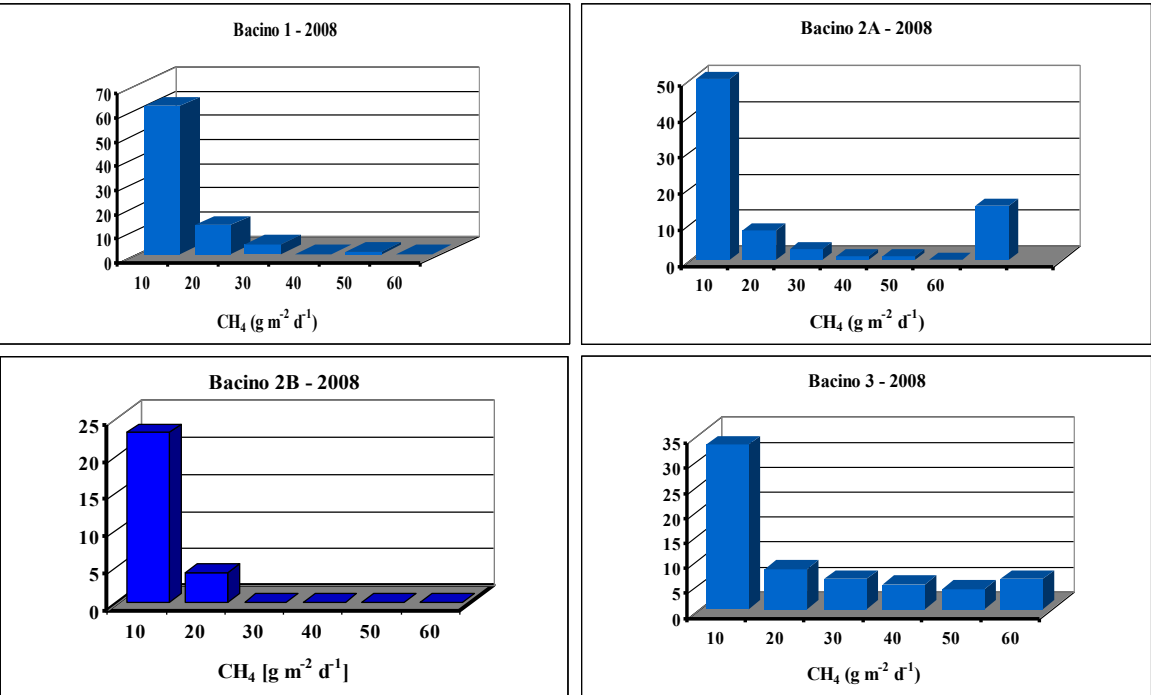 Bacino 1 - 2008
70
60
50
40
30
20
10
0
10 20 30 40 50 60
CH4 (g m-2 d-1)
Bacino 2A - 2008
50
40
30
20
10
0
10 20 30 40 50 60
CH4 (g m-2 d-1)
Bacino 2B - 2008
25
20
15
10
5
0
10 20 30 40 50 60
CH4 [g m-2 d-1]
Bacino 3 - 2008
35
30
25
20
15
10
5
0
10 20 30 40 50 60
CH4 (g m-2 d-1)